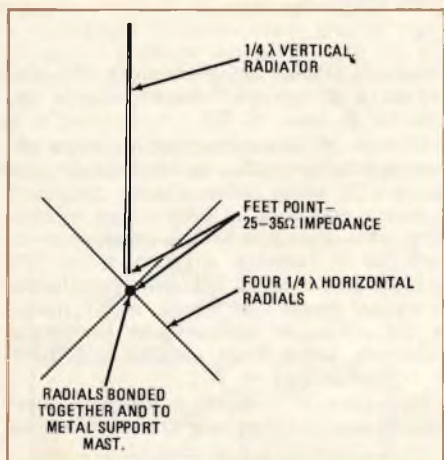 1/4 λ VERTICAL
RADIATOR
FEET POINT–
25–35Ω IMPEDANCE
FOUR 1/4 λ HORIZONTAL
RADIALS
RADIALS BONDED
TOGETHER AND TO
METAL SUPPORT
MAST.